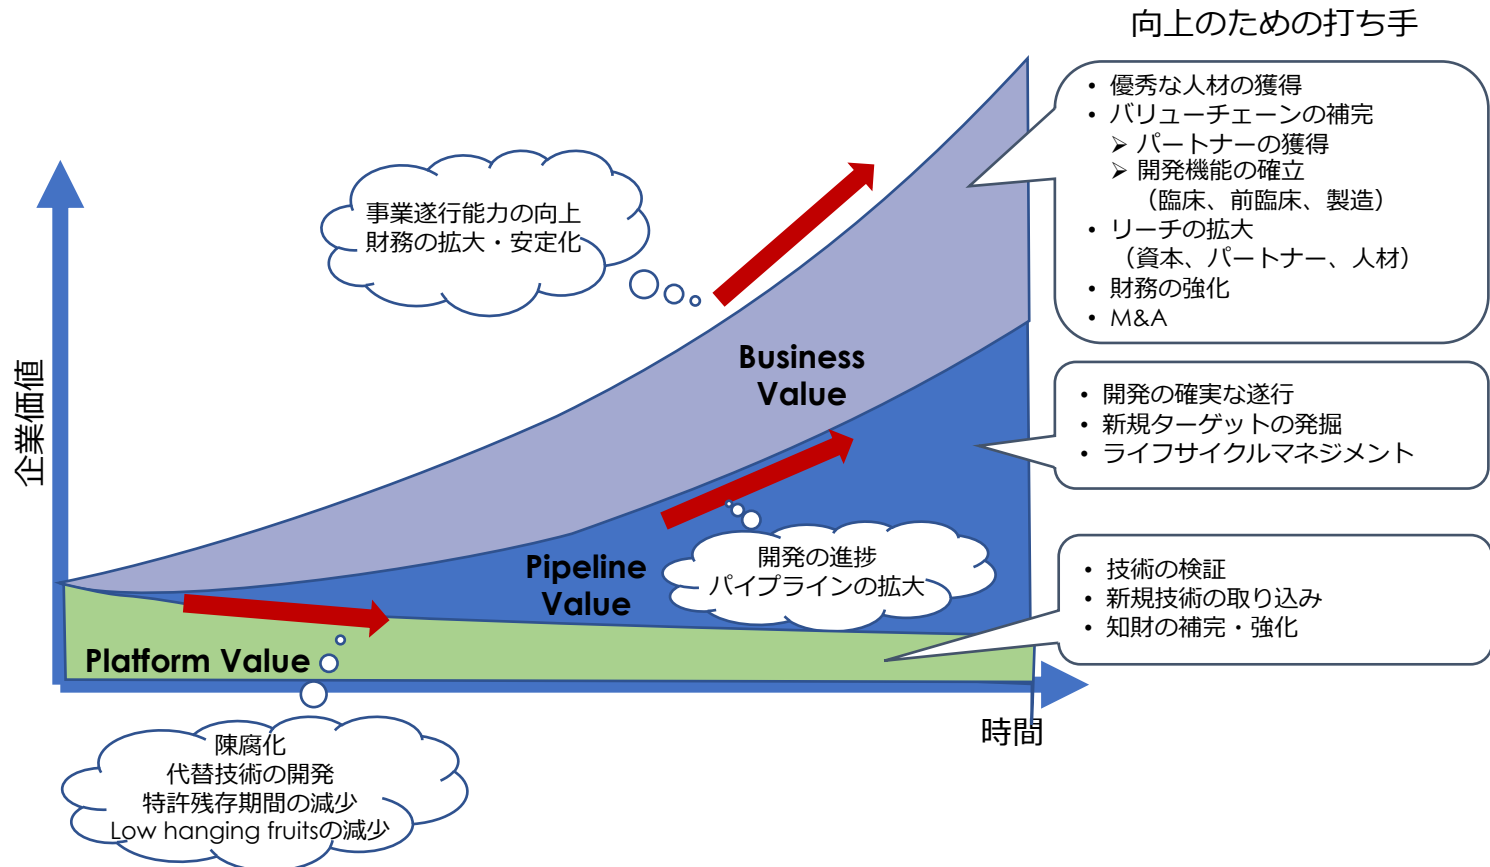 向上のための打ち手
• 優秀な人材の獲得
• バリューチェーンの補完
➢ パートナーの獲得
➢ 開発機能の確立
（臨床、前臨床、製造）
• リーチの拡大
（資本、パートナー、人材）
• 財務の強化
• M&A
事業遂行能力の向上
財務の拡大・安定化
企業価値
Business
Value
• 開発の確実な遂行
• 新規ターゲットの発掘
• ライフサイクルマネジメント
Pipeline
Value
開発の進捗
パイプラインの拡大
• 技術の検証
• 新規技術の取り込み
• 知財の補完・強化
Platform Value
時間
陳腐化
代替技術の開発
特許残存期間の減少
Low hanging fruitsの減少